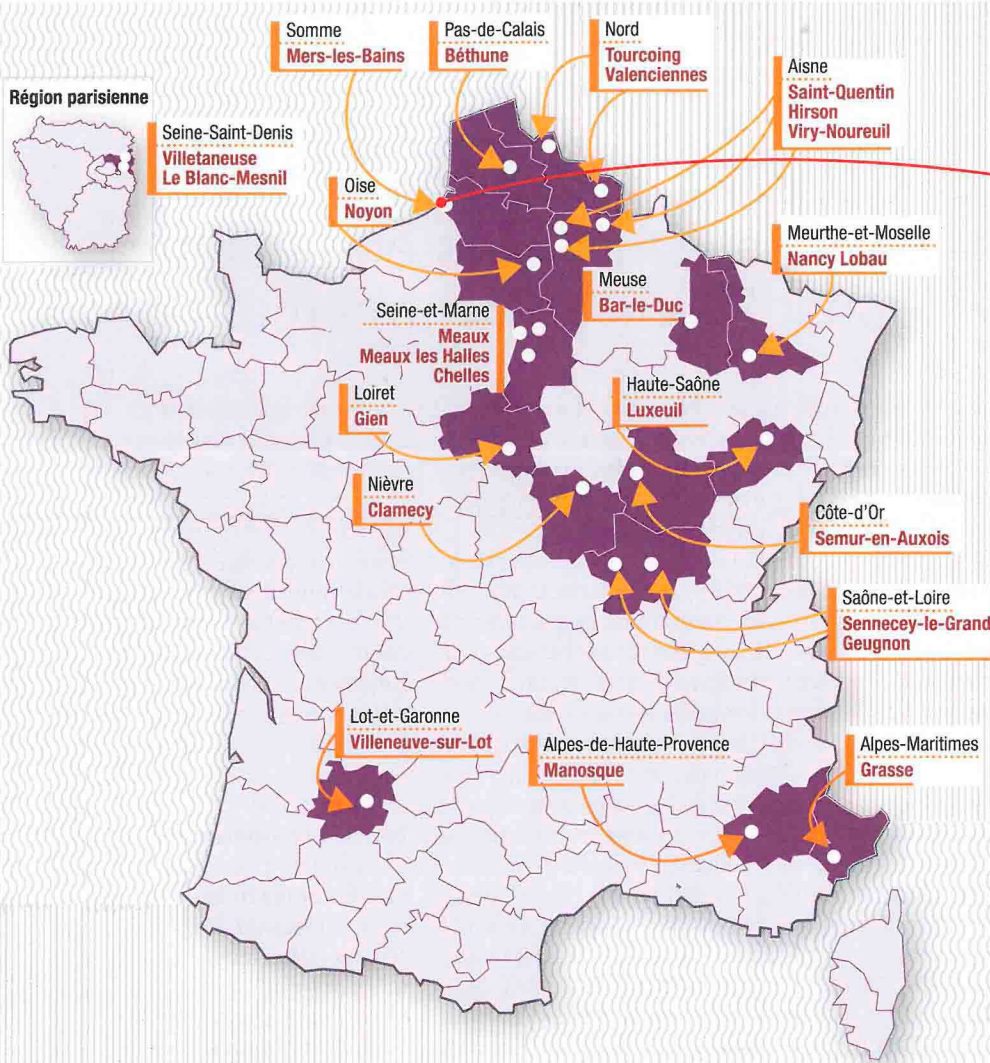 Somme
Mers-les-Bains
Pas-de-Calais
Béthune
Nord
Tourcoing
Valenciennes
Aisne
Saint-Quentin
Hirson
Viry-Noureuil
Région parisienne
Seine-Saint-Denis
Villetaneuse
Le Blanc-Mesnil
Oise
Noyon
Meurthe-et-Moselle
Nancy Lobau
Meuse
Bar-le-Duc
Seine-et-Marne
Meaux
Meaux les Halles
Chelles
Loiret
Gien
Haute-Saône
Luxeuil
Nièvre
Clamecy
Côte-d'Or
Semur-en-Auxois
Saône-et-Loire
Sennecey-le-Grand
Geugnon
Lot-et-Garonne
Villeneuve-sur-Lot
Alpes-de-Haute-Provence
Manosque
Alpes-Maritimes
Grasse